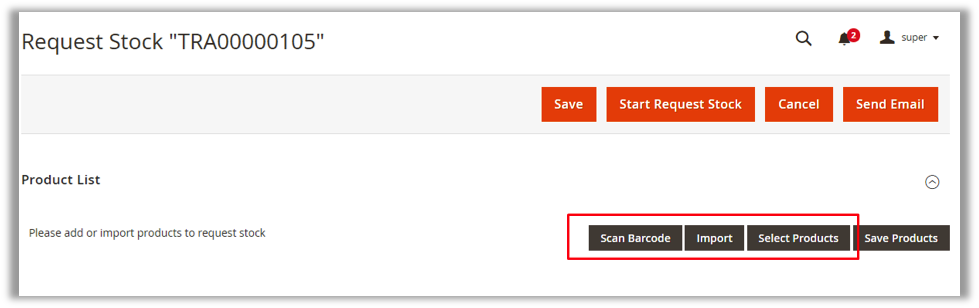 Request Stock "TRA00000105"
2
super
Save Start Request Stock Cancel Send Email
Product List
Please add or import products to request stock
Scan Barcode Import Select Products Save Products